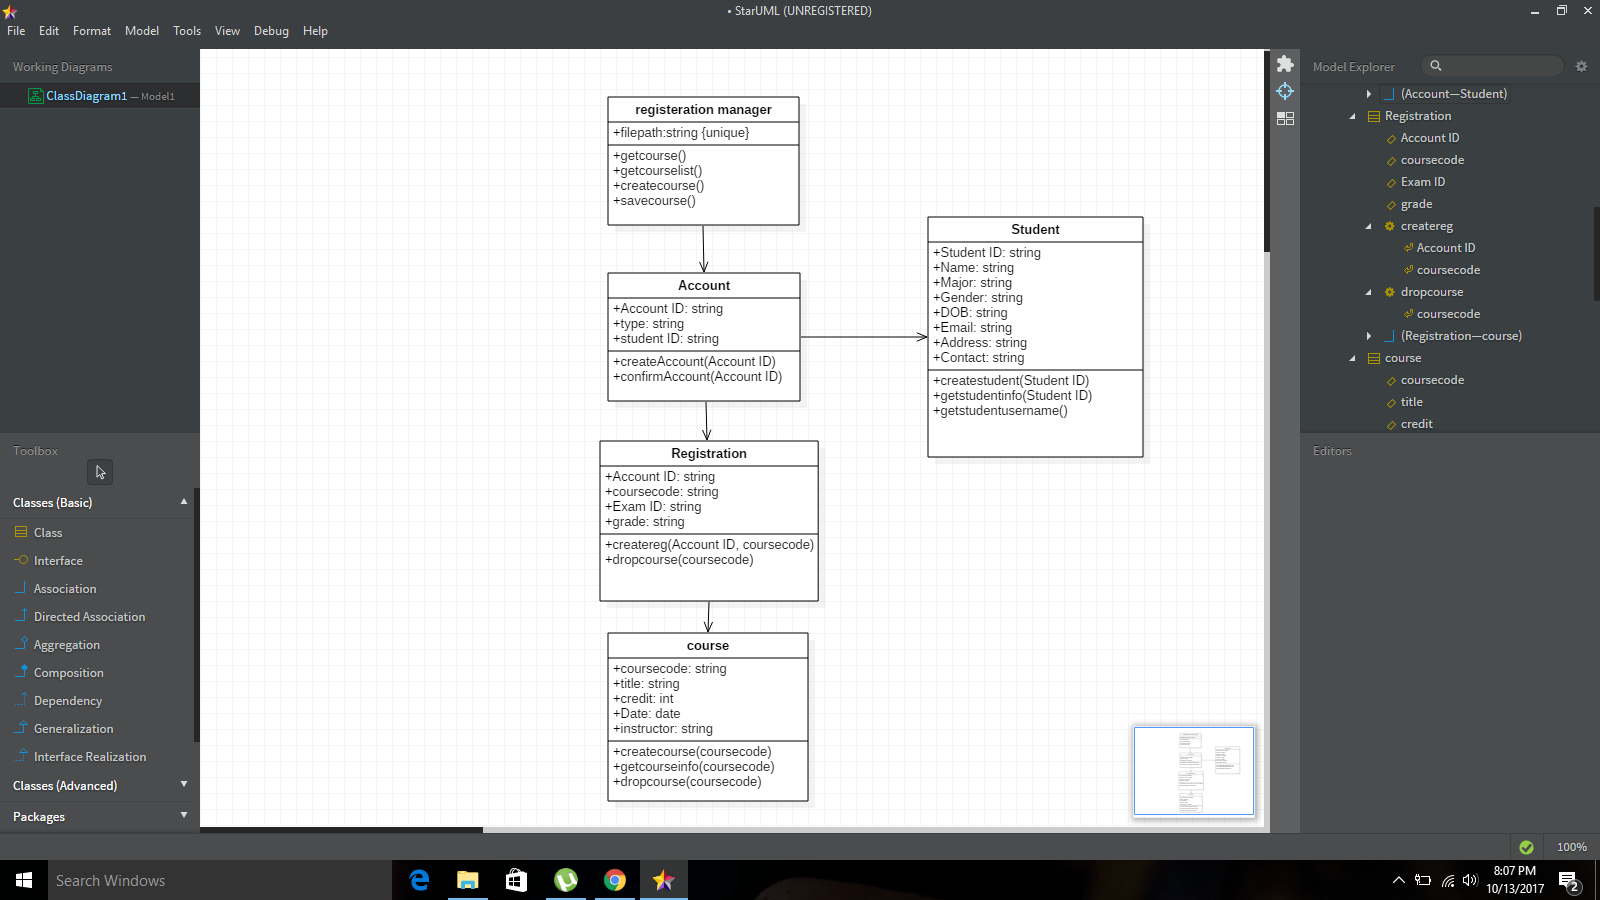 • StarUML (UNREGISTERED)
File Edit Format Model Tools View Debug Help
Working Diagrams
ClassDiagram1 — Model1
Toolbox
Classes (Basic)
Class
Interface
Association
Directed Association
Aggregation
Composition
Dependency
Generalization
Interface Realization
Classes (Advanced)
Packages
registeration manager
+filepath:string {unique}
+getcourse()
+getcourselist()
+createcourse()
+savecourse()
Account
+Account ID: string
+type: string
+student ID: string
+createAccount(Account ID)
+confirmAccount(Account ID)
Student
+Student ID: string
+Name: string
+Major: string
+Gender: string
+DOB: string
+Email: string
+Address: string
+Contact: string
+createstudent(Student ID)
+getstudentinfo(Student ID)
+getstudentusername()
Registration
+Account ID: string
+coursecode: string
+Exam ID: string
+grade: string
+createreg(Account ID, coursecode)
+dropcourse(coursecode)
course
+coursecode: string
+title: string
+credit: int
+Date: date
+instructor: string
+createcourse(coursecode)
+getcourseinfo(coursecode)
+dropcourse(coursecode)
Model Explorer
(Account—Student)
Registration
Account ID
coursecode
Exam ID
grade
createreg
Account ID
coursecode
dropcourse
coursecode
(Registration—course)
course
coursecode
title
credit
Editors
100%
Search Windows
8:07 PM
10/13/2017
2